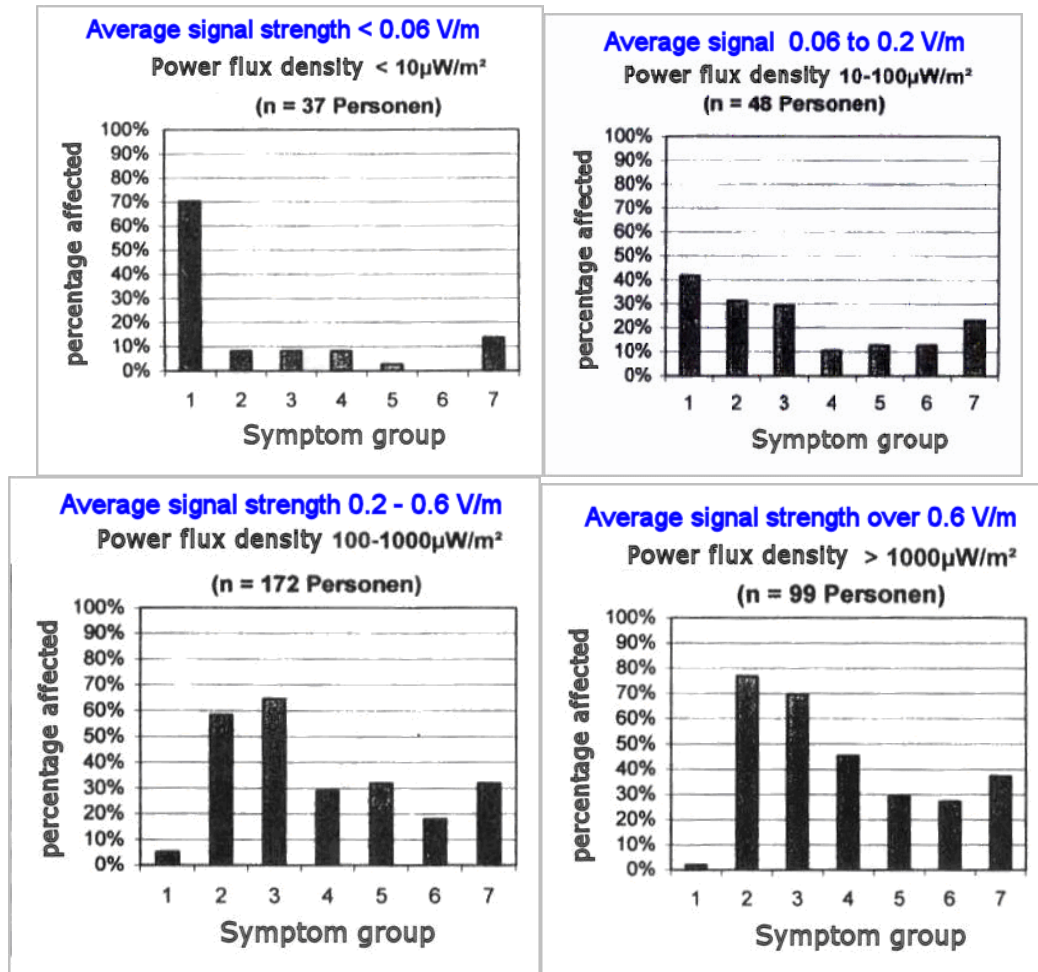 Average signal strength < 0.06 V/m
Power flux density < 10µW/m²
(n = 37 Personen)
percentage affected
100%
90%
80%
70%
60%
50%
40%
30%
20%
10%
0%
1 2 3 4 5 6 7
Symptom group
Average signal 0.06 to 0.2 V/m
Power flux density 10-100µW/m²
(n = 48 Personen)
percentage affected
100%
90%
80%
70%
60%
50%
40%
30%
20%
10%
0%
1 2 3 4 5 6 7
Symptom group
Average signal strength 0.2 - 0.6 V/m
Power flux density 100-1000µW/m²
(n = 172 Personen)
percentage affected
100%
90%
80%
70%
60%
50%
40%
30%
20%
10%
0%
1 2 3 4 5 6 7
Symptom group
Average signal strength over 0.6 V/m
Power flux density > 1000µW/m²
(n = 99 Personen)
percentage affected
100%
90%
80%
70%
60%
50%
40%
30%
20%
10%
0%
1 2 3 4 5 6 7
Symptom group